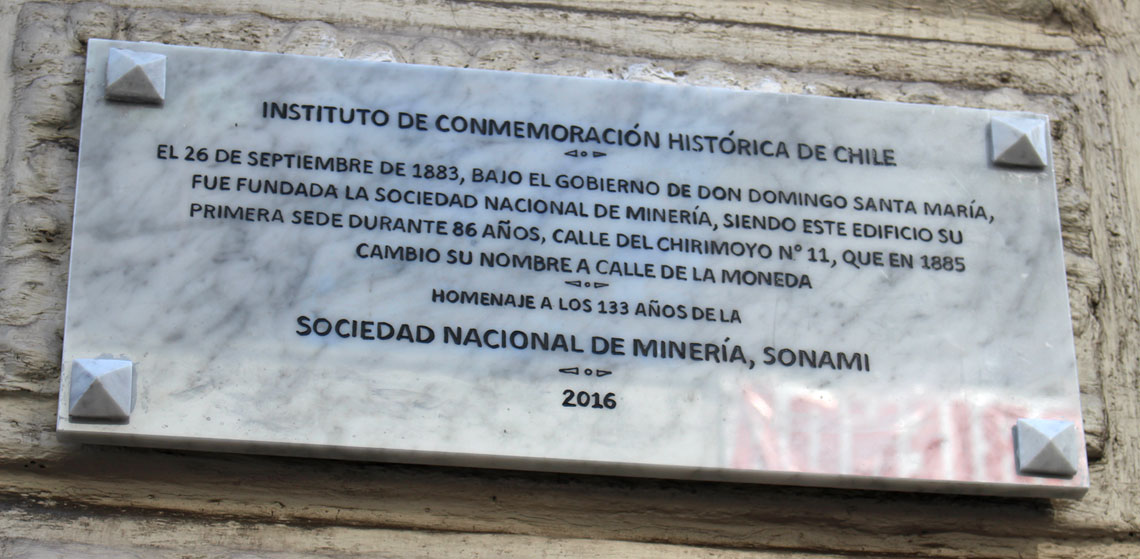 INSTITUTO DE CONMEMORACIÓN HISTÓRICA DE CHILE
EL 26 DE SEPTIEMBRE DE 1883, BAJO EL GOBIERNO DE DON DOMINGO SANTA MARÍA,
FUE FUNDADA LA SOCIEDAD NACIONAL DE MINERÍA, SIENDO ESTE EDIFICIO SU
PRIMERA SEDE DURANTE 86 AÑOS, CALLE DEL CHIRIMOYO N° 11, QUE EN 1885
CAMBIO SU NOMBRE A CALLE DE LA MONEDA
HOMENAJE A LOS 133 AÑOS DE LA
SOCIEDAD NACIONAL DE MINERÍA, SONAMI
2016